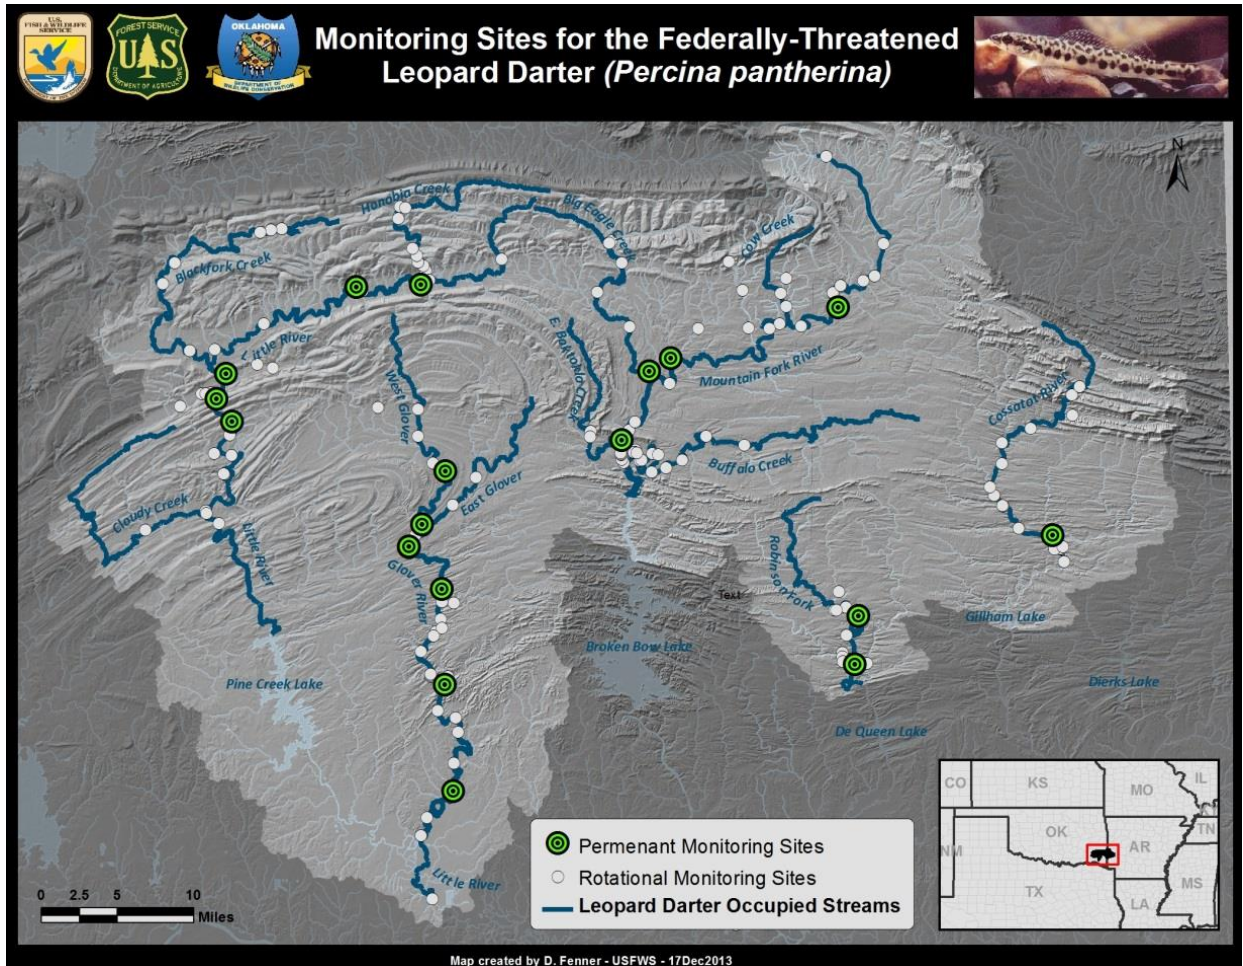 U.S.
FISH & WILDLIFE
SERVICE
FOREST SERVICE
US
DEPARTMENT OF AGRICULTURE
OKLAHOMA
DEPARTMENT OF
WILDLIFE CONSERVATION
Monitoring Sites for the Federally-Threatened
Leopard Darter (Percina pantherina)
N
Honobia Creek
Big Eagle Creek
Cow Creek
Blackfork Creek
Little River
E. Baktoklo Creek
West Glover
Mountain Fork River
Cossatot River
Buffalo Creek
East Glover
Cloudy Creek
Little River
Robinson Fork
Glover River
Text
Gillham Lake
Broken Bow Lake
Pine Creek Lake
Dierks Lake
De Queen Lake
Little River
CO
KS
MO
IL
KY
OK
TN
NM
AR
TX
MS
LA
Permenant Monitoring Sites
Rotational Monitoring Sites
Leopard Darter Occupied Streams
0 2.5 5 10
Miles
Map created by D. Fenner - USFWS - 17Dec2013